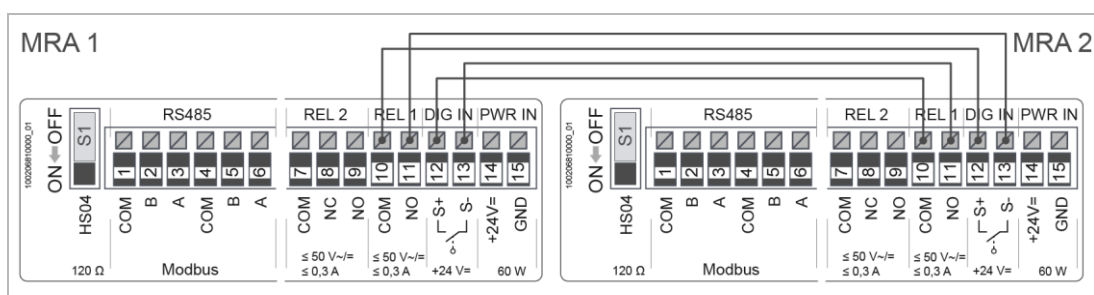 MRA 1 MRA 2
100206810000_01 ON ⬅ OFF S1 HS04 120 Ω
RS485 REL 2 REL 1 DIG IN PWR IN
1 2 3 4 5 6 7 8 9 10 11 12 13 14 15
COM B A COM B A COM NC NO COM NO S+ S- +24V= GND
≤ 50 V~/= ≤ 50 V~/=
Modbus ≤ 0,3 A ≤ 0,3 A +24 V= 60 W
100206810000_01 ON ⬅ OFF S1 HS04 120 Ω
RS485 REL 2 REL 1 DIG IN PWR IN
1 2 3 4 5 6 7 8 9 10 11 12 13 14 15
COM B A COM B A COM NC NO COM NO S+ S- +24V= GND
≤ 50 V~/= ≤ 50 V~/=
Modbus ≤ 0,3 A ≤ 0,3 A +24 V= 60 W